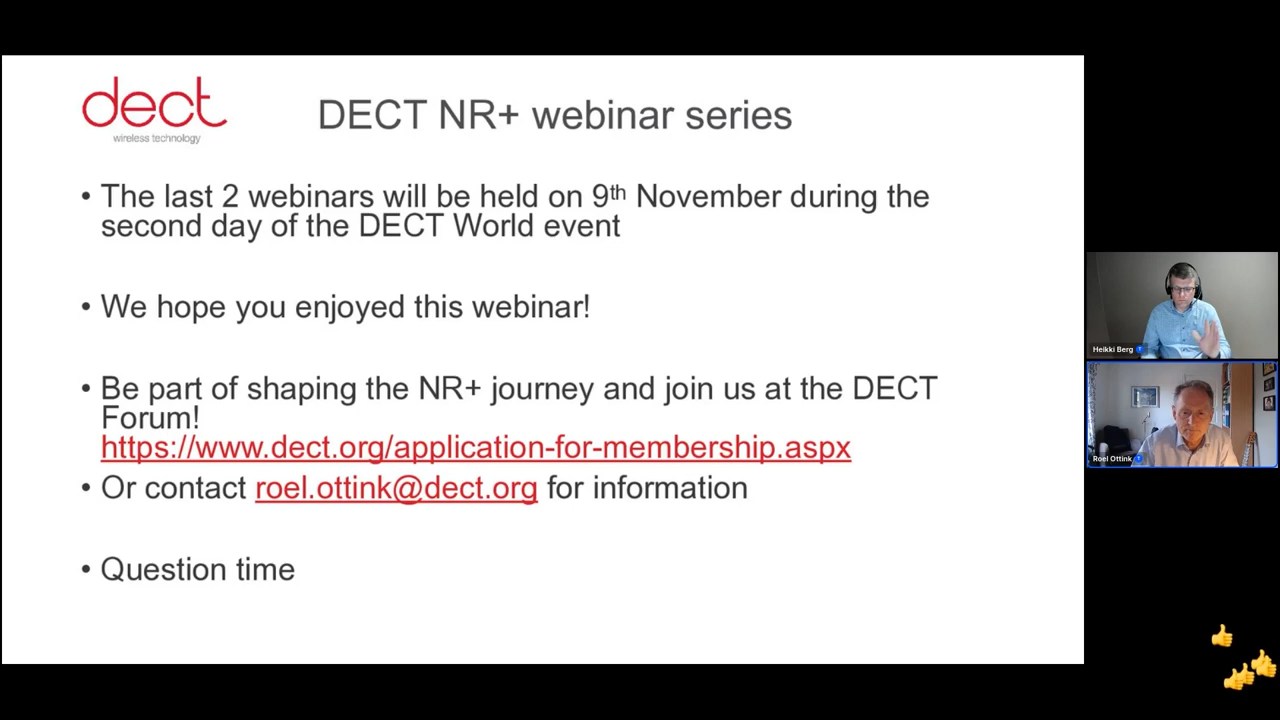 dect
wireless technology
DECT NR+ webinar series
• The last 2 webinars will be held on 9th November during the
second day of the DECT World event
• We hope you enjoyed this webinar!
• Be part of shaping the NR+ journey and join us at the DECT
Forum!
https://www.dect.org/application-for-membership.aspx
• Or contact roel.ottink@dect.org for information
• Question time
Heikki Berg
Roel Ottink